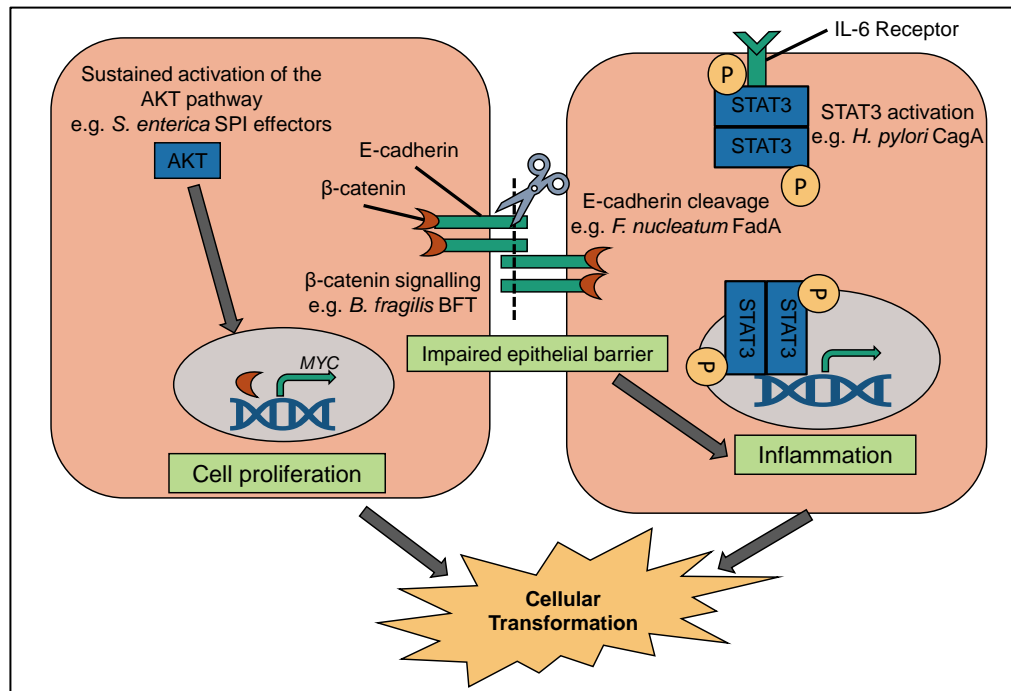 Sustained activation of the
AKT pathway
e.g. S. enterica SPI effectors
AKT
E-cadherin
β-catenin
β-catenin signalling
e.g. B. fragilis BFT
MYC
Cell proliferation
Impaired epithelial barrier
IL-6 Receptor
P
STAT3
STAT3
P
STAT3 activation
e.g. H. pylori CagA
E-cadherin cleavage
e.g. F. nucleatum FadA
P
STAT3
STAT3
P
Inflammation
Cellular
Transformation